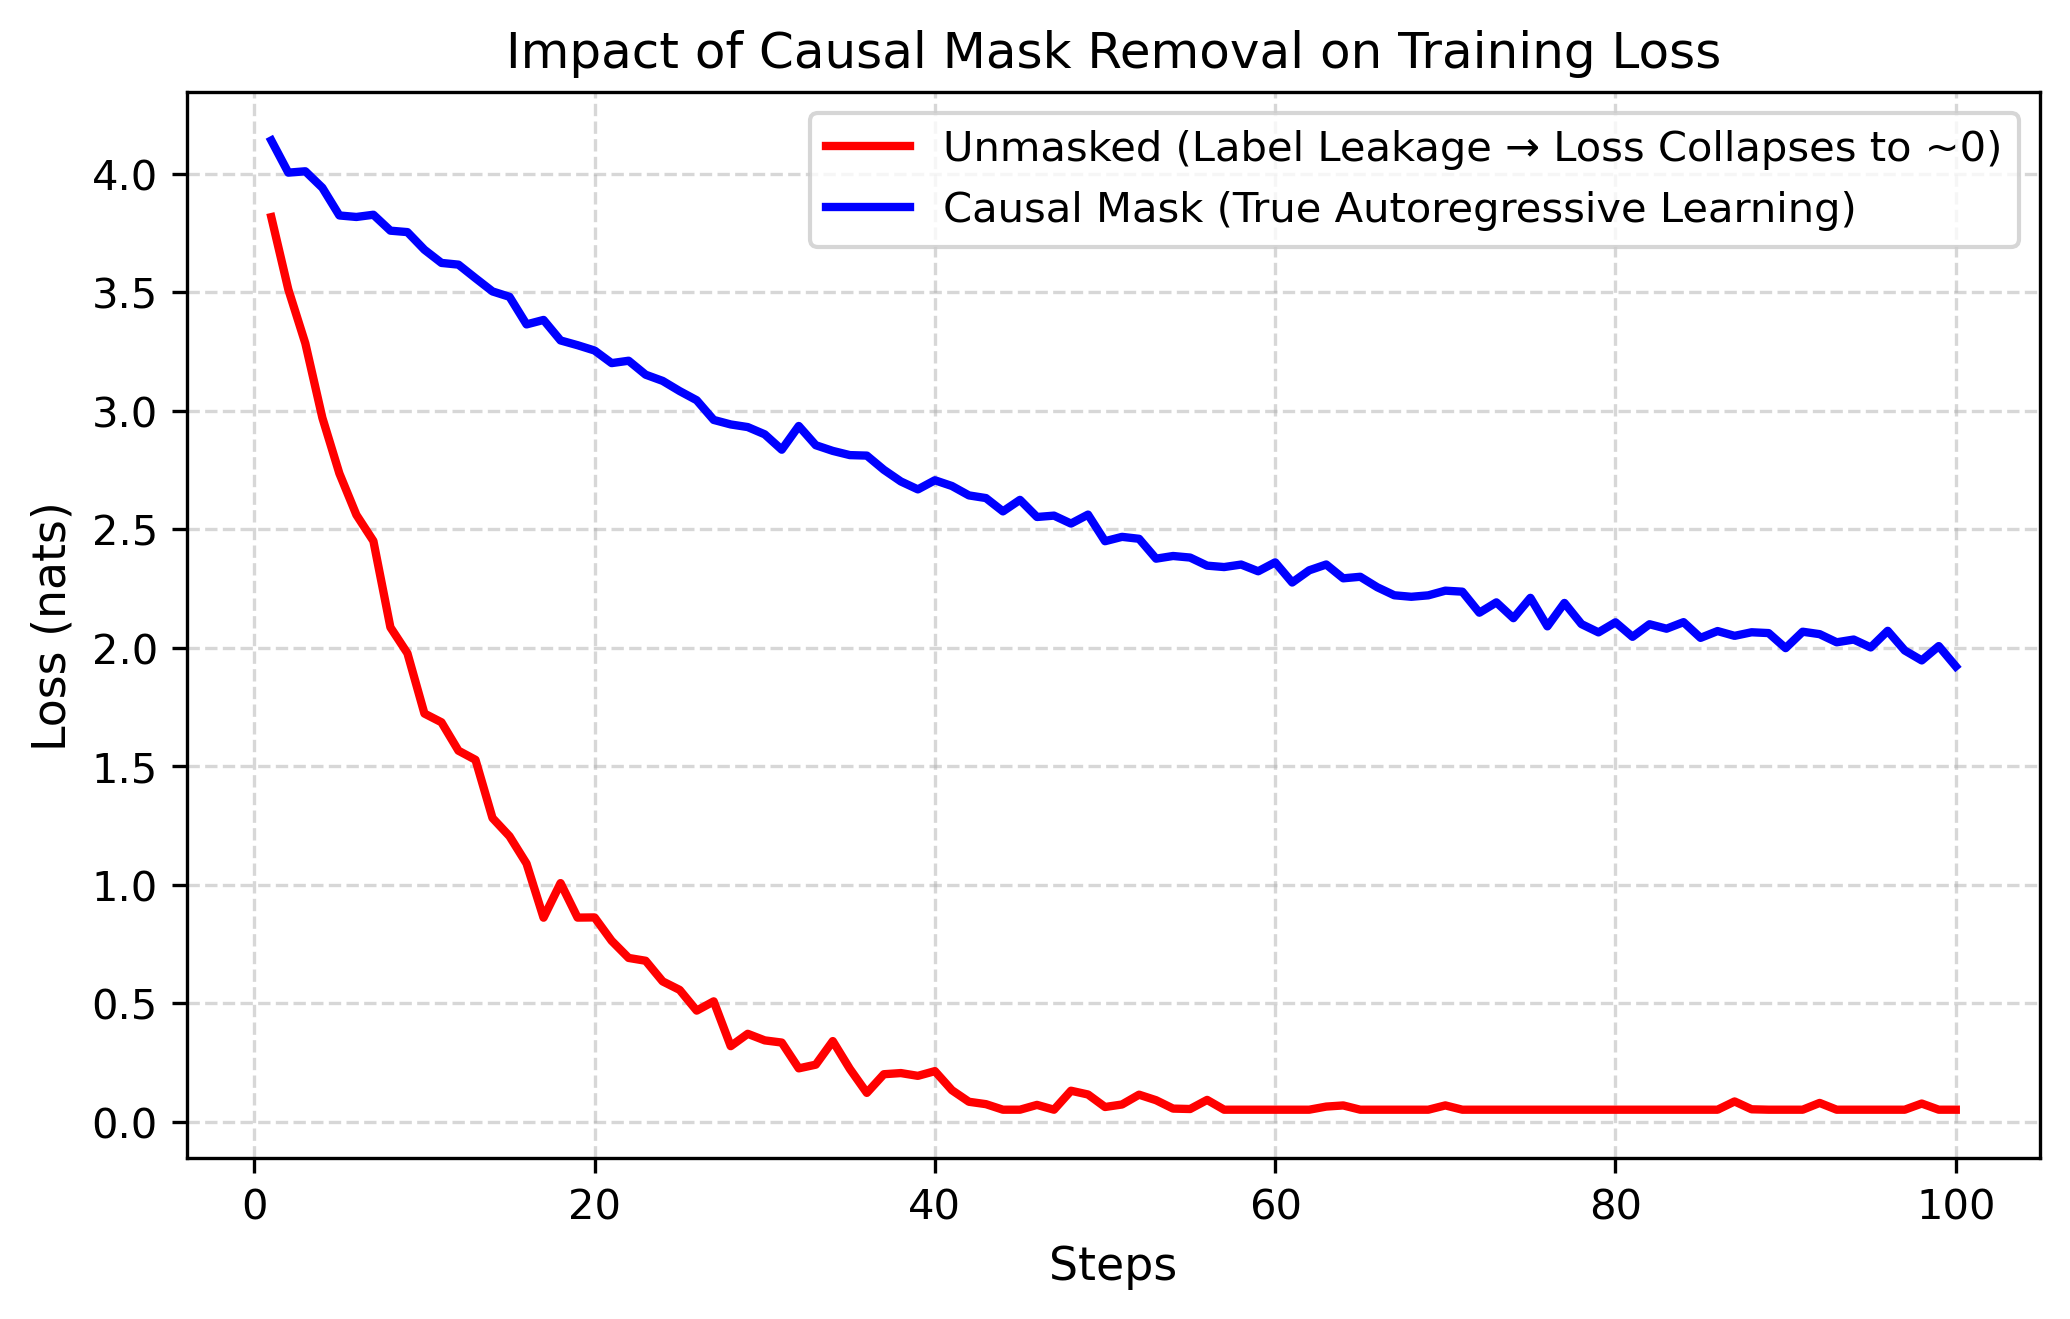 Impact of Causal Mask Removal on Training Loss
Unmasked (Label Leakage → Loss Collapses to ~0)
Causal Mask (True Autoregressive Learning)
Loss (nats)
4.0
3.5
3.0
2.5
2.0
1.5
1.0
0.5
0.0
0 20 40 60 80 100
Steps